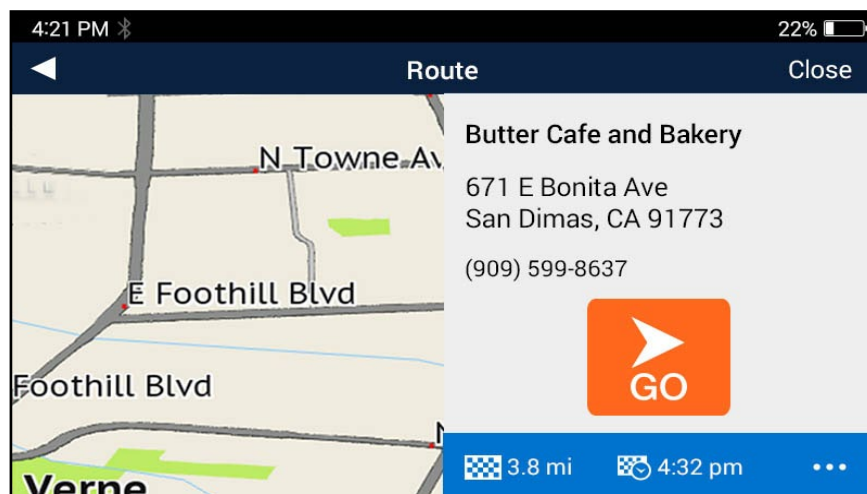 4:21 PM
22%
Route
Close
N Towne Av
E Foothill Blvd
Foothill Blvd
Verne
Butter Cafe and Bakery
671 E Bonita Ave
San Dimas, CA 91773
(909) 599-8637
GO
3.8 mi
4:32 pm